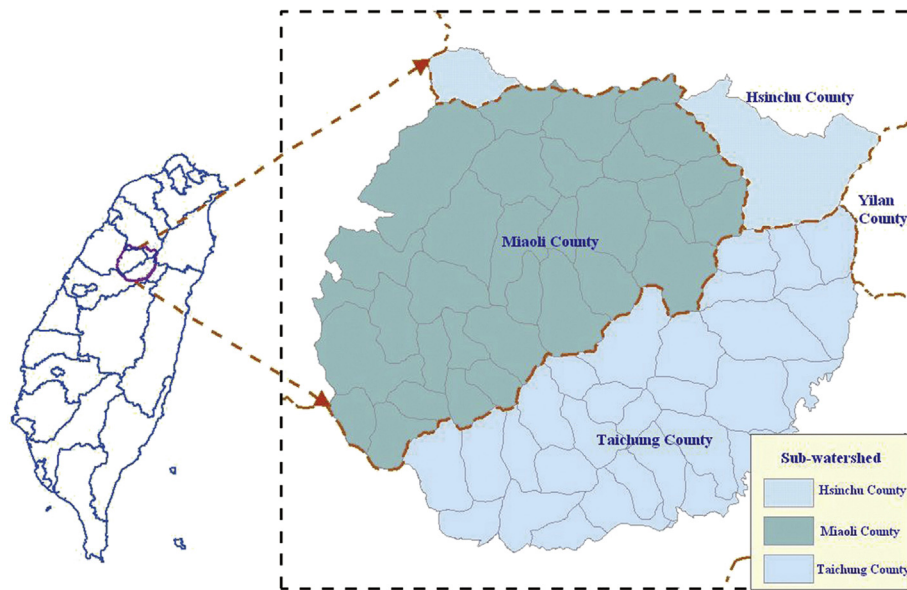 Hsinchu County
Yilan
County
Miaoli County
Taichung County
Sub-watershed
Hsinchu County
Miaoli County
Taichung County